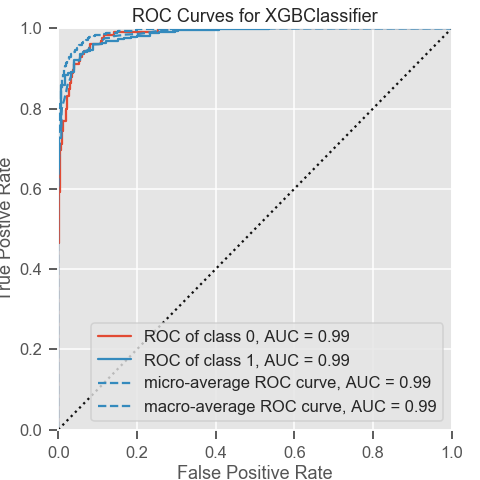 ROC Curves for XGBClassifier
1.0
0.8
0.6
0.4
0.2
0.0
True Postive Rate
ROC of class 0, AUC = 0.99
ROC of class 1, AUC = 0.99
micro-average ROC curve, AUC = 0.99
macro-average ROC curve, AUC = 0.99
0.0 0.2 0.4 0.6 0.8 1.0
False Positive Rate